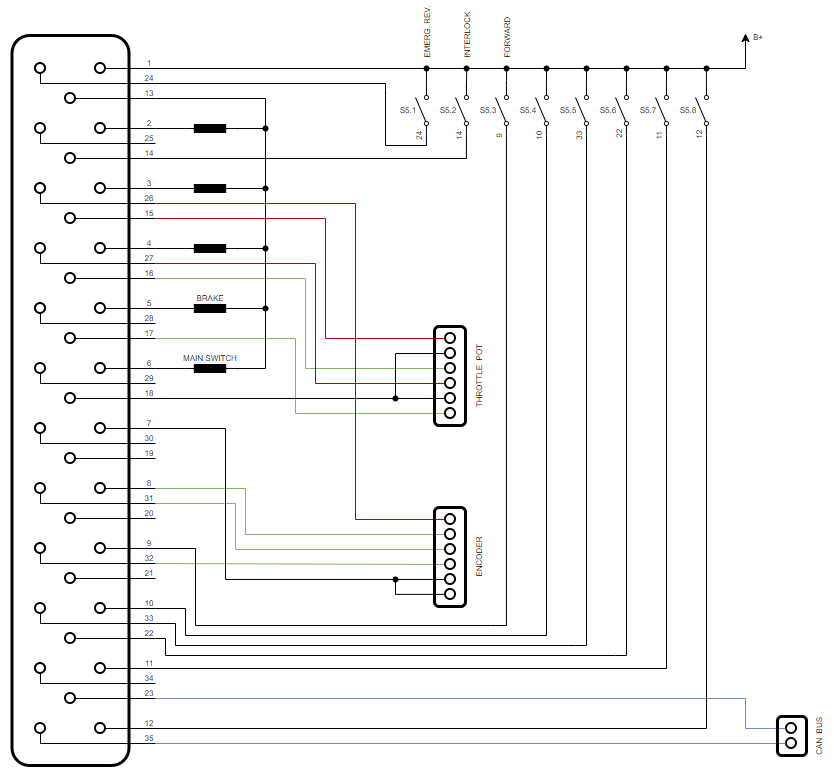 EMERG. REV.
INTERLOCK
FORWARD
B+
1
24
13
S5.1
S5.2
S5.3
S5.4
S5.5
S5.6
S5.7
S5.8
24
14
9
10
33
22
11
12
2
25
14
3
26
15
4
27
16
BRAKE
5
28
17
MAIN SWITCH
6
29
18
THROTTLE POT
7
30
19
8
31
20
ENCODER
9
32
21
10
33
22
11
34
23
12
35
CAN BUS